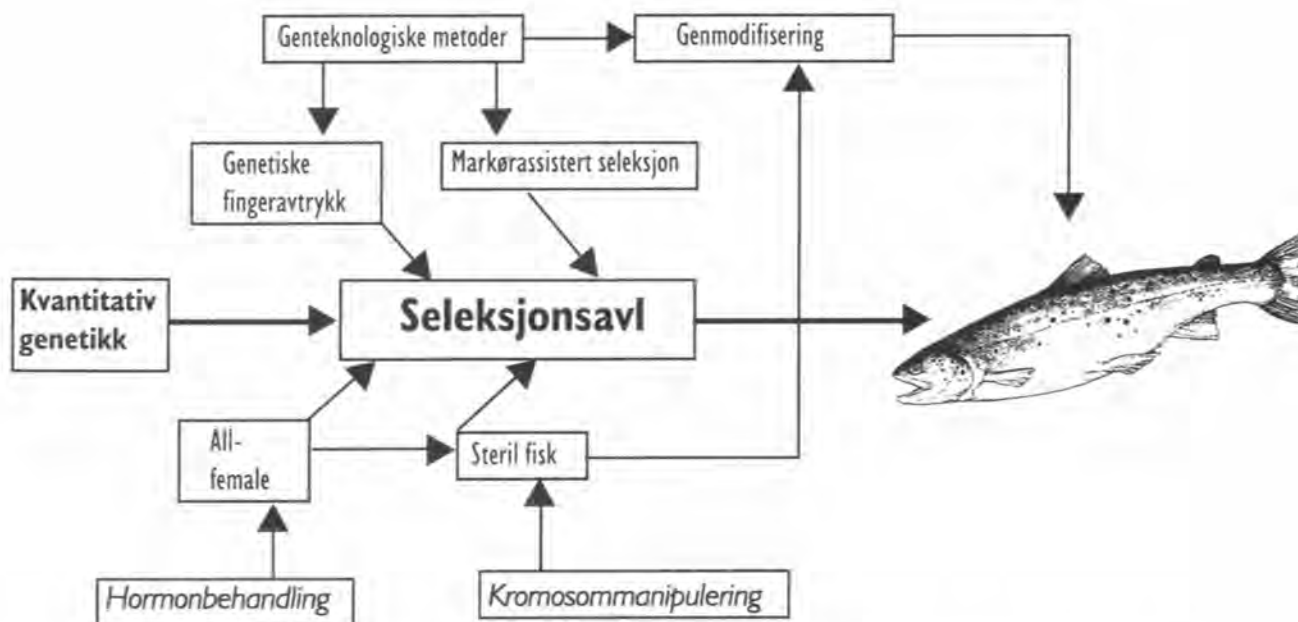 Genteknologiske metoder
Genmodifisering
Genetiske
fingeravtrykk
Markørassistert seleksjon
Kvantitativ
genetikk
Seleksjonsavl
All-
female
Steril fisk
Hormonbehandling
Kromosommanipulering